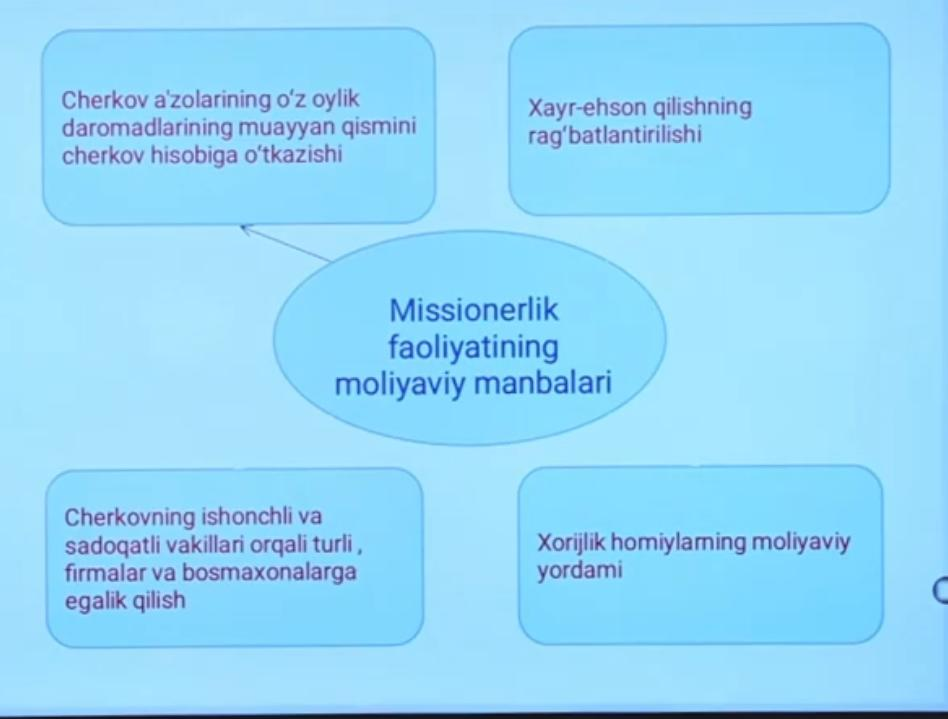 Cherkov a'zolarining o‘z oylik
daromadlarining muayyan qismini
cherkov hisobiga o‘tkazishi
Xayr-ehson qilishning
rag‘batlantirilishi
Missionerlik
faoliyatining
moliyaviy manbalari
Cherkovning ishonchli va
sadoqatli vakillari orqali turli ,
firmalar va bosmaxonalarga
egalik qilish
Xorijlik homiylarning moliyaviy
yordami